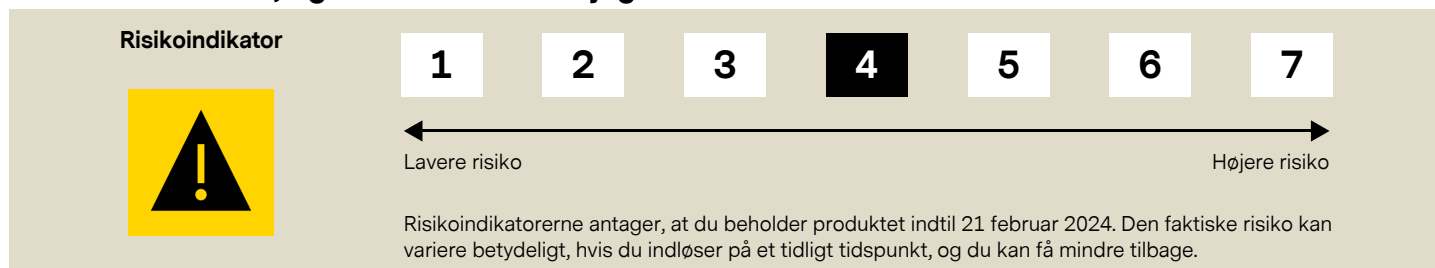 Risikoindikator
1 2 3 4 5 6 7
Lavere risiko Højere risiko
Risikoindikatorerne antager, at du beholder produktet indtil 21 februar 2024. Den faktiske risiko kan
variere betydeligt, hvis du indløser på et tidligt tidspunkt, og du kan få mindre tilbage.